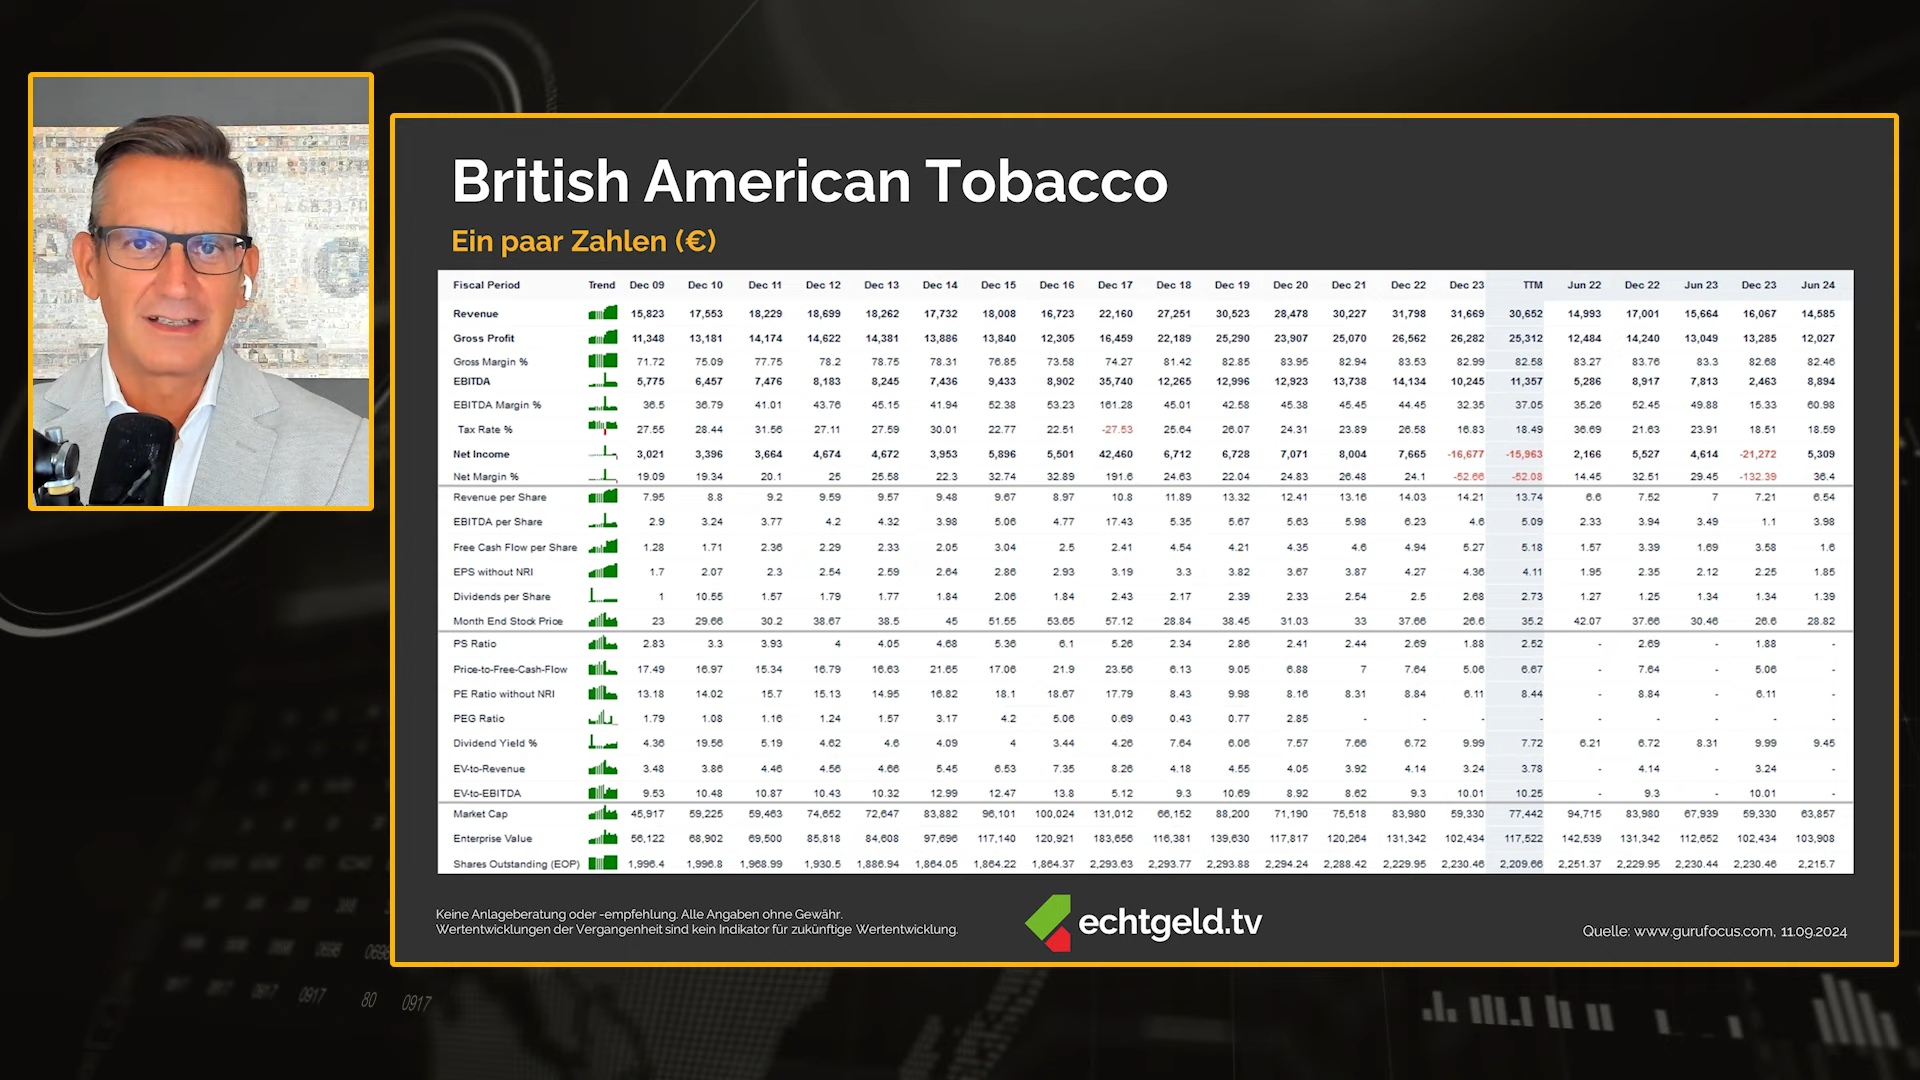 British American Tobacco
Ein paar Zahlen (€)
Fiscal Period Trend Dec 09 Dec 10 Dec 11 Dec 12 Dec 13 Dec 14 Dec 15 Dec 16 Dec 17 Dec 18 Dec 19 Dec 20 Dec 21 Dec 22 Dec 23 TTM Jun 22 Dec 22 Jun 23 Dec 23 Jun 24
Revenue 15,823 17,553 18,229 18,699 18,262 17,732 18,008 16,723 22,160 27,251 30,523 28,478 30,227 31,798 31,669 30,652 14,993 17,001 15,664 16,067 14,585
Gross Profit 11,348 13,181 14,174 14,622 14,381 13,886 13,840 12,305 16,459 22,189 25,290 23,907 25,070 26,562 26,282 25,312 12,484 14,240 13,049 13,285 12,027
Gross Margin % 71.72 75.09 77.75 78.2 78.75 78.31 76.85 73.58 74.27 81.42 82.85 83.95 82.94 83.53 82.99 82.58 83.27 83.76 83.3 82.68 82.46
EBITDA 5,775 6,457 7,476 8,183 8,245 7,436 9,433 8,902 35,740 12,265 12,996 12,923 13,738 14,134 10,245 11,357 5,286 8,917 7,813 2,463 8,894
EBITDA Margin % 36.5 36.79 41.01 43.76 45.15 41.94 52.38 53.23 161.28 45.01 42.58 45.38 45.45 44.45 32.35 37.05 35.26 52.45 49.88 15.33 60.98
Tax Rate % 27.55 28.44 31.56 27.11 27.59 30.01 22.77 22.51 -27.53 25.64 26.07 24.31 23.89 26.58 16.83 18.49 36.69 21.63 23.91 18.51 18.59
Net Income 3,021 3,396 3,664 4,674 4,672 3,953 5,896 5,501 42,460 6,712 6,728 7,071 8,004 7,665 -16,677 -15,963 2,166 5,527 4,614 -21,272 5,309
Net Margin % 19.09 19.34 20.1 25 25.58 22.3 32.74 32.89 191.6 24.63 22.04 24.83 26.48 24.1 -52.66 -52.08 14.45 32.51 29.45 -132.39 36.4
Revenue per Share 7.95 8.8 9.2 9.59 9.57 9.48 9.67 8.97 10.8 11.89 13.32 12.41 13.16 14.03 14.21 13.74 6.6 7.52 7 7.21 6.54
EBITDA per Share 2.9 3.24 3.77 4.2 4.32 3.98 5.06 4.77 17.43 5.35 5.67 5.63 5.98 6.23 4.6 5.09 2.33 3.94 3.49 1.1 3.98
Free Cash Flow per Share 1.28 1.71 2.36 2.29 2.33 2.05 3.04 2.5 2.41 4.54 4.21 4.35 4.6 4.94 5.27 5.18 1.57 3.39 1.69 3.58 1.6
EPS without NRI 1.7 2.07 2.3 2.54 2.59 2.64 2.86 2.93 3.19 3.3 3.82 3.67 3.87 4.27 4.36 4.11 1.95 2.35 2.12 2.25 1.85
Dividends per Share 1 10.55 1.57 1.79 1.77 1.84 2.06 1.84 2.43 2.17 2.39 2.33 2.54 2.5 2.68 2.73 1.27 1.25 1.34 1.34 1.39
Month End Stock Price 23 29.66 30.2 38.67 38.5 45 51.55 53.65 57.12 28.84 38.45 31.03 33 37.66 26.6 35.2 42.07 37.66 30.46 26.6 28.82
PS Ratio 2.83 3.3 3.93 4 4.05 4.68 5.36 6.1 5.26 2.34 2.86 2.41 2.44 2.69 1.88 2.52 - 2.69 - 1.88 -
Price-to-Free-Cash-Flow 17.49 16.97 15.34 16.79 16.63 21.65 17.06 21.9 23.56 6.13 9.05 6.88 7 7.64 5.06 6.67 - 7.64 - 5.06 -
PE Ratio without NRI 13.18 14.02 15.7 15.13 14.95 16.82 18.1 18.67 17.79 8.43 9.98 8.16 8.31 8.84 6.11 8.44 - 8.84 - 6.11 -
PEG Ratio 1.79 1.08 1.16 1.24 1.57 3.17 4.2 5.06 0.69 0.43 0.77 2.85 - - - - - - - - -
Dividend Yield % 4.36 19.56 5.19 4.62 4.6 4.09 4 3.44 4.26 7.64 6.06 7.57 7.66 6.72 9.99 7.72 6.21 6.72 8.31 9.99 9.45
EV-to-Revenue 3.48 3.86 4.46 4.56 4.66 5.45 6.53 7.35 8.26 4.18 4.55 4.05 3.92 4.14 3.24 3.78 - 4.14 - 3.24 -
EV-to-EBITDA 9.53 10.48 10.87 10.43 10.32 12.99 12.47 13.8 5.12 9.3 10.69 8.92 8.62 9.3 10.01 10.25 - 9.3 - 10.01 -
Market Cap 45,917 59,225 59,463 74,652 72,647 83,882 96,101 100,024 131,012 66,152 88,200 71,190 75,518 83,980 59,330 77,442 94,715 83,980 67,939 59,330 63,857
Enterprise Value 56,122 68,902 69,500 85,818 84,608 97,696 117,140 120,921 183,656 116,381 139,630 117,817 120,264 131,342 102,434 117,522 142,539 131,342 112,652 102,434 103,908
Shares Outstanding (EOP) 1,996.4 1,996.8 1,968.99 1,930.5 1,886.94 1,864.05 1,864.22 1,864.37 2,293.63 2,293.77 2,293.88 2,294.24 2,288.42 2,229.95 2,230.46 2,209.66 2,251.37 2,229.95 2,230.44 2,230.46 2,215.7
Keine Anlageberatung oder -empfehlung. Alle Angaben ohne Gewähr.
Wertentwicklungen der Vergangenheit sind kein Indikator für zukünftige Wertentwicklung.
echtgeld.tv
Quelle: www.gurufocus.com, 11.09.2024
0917 80 0917